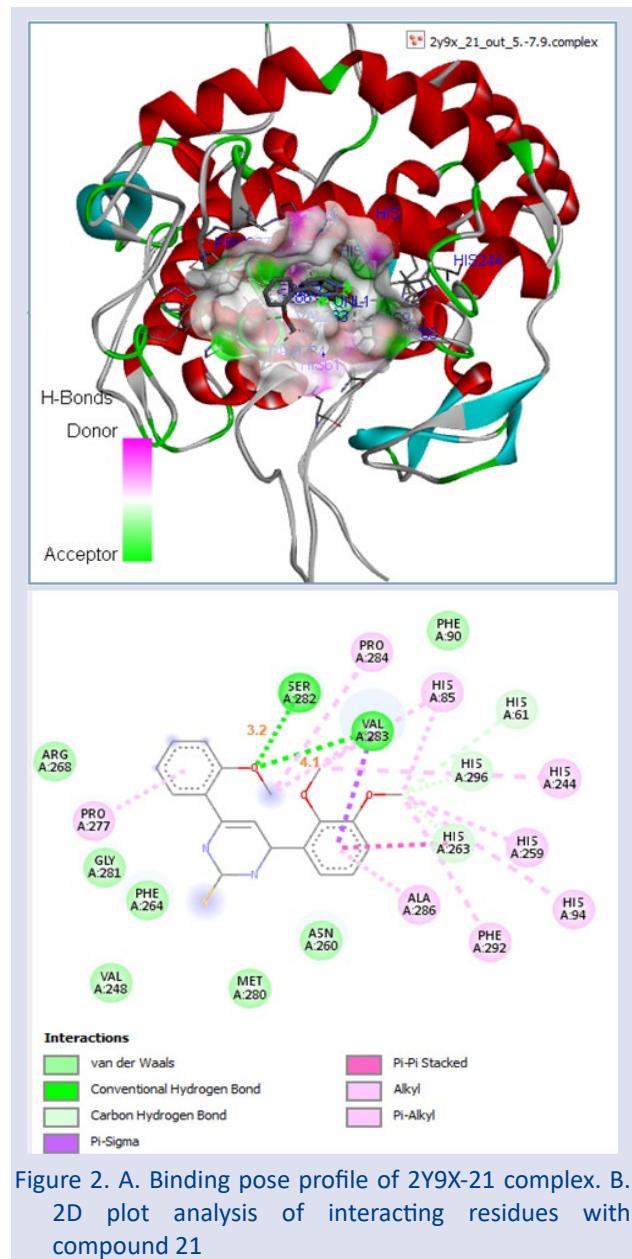 2y9x_21_out_5.-7.9.complex
HIS
HIS244
UNL1
HIS61
H-Bonds
Donor
Acceptor
PHE
A:90
PRO
A:284
SER
A:282
HIS
A:85
HIS
A:61
VAL
A:283
3.2
4.1
ARG
A:268
HIS
A:296
HIS
A:244
O
O
O
PRO
A:277
HIS
A:263
HIS
A:259
GLY
A:281
N
PHE
A:264
N
ALA
A:286
HIS
A:94
ASN
A:260
PHE
A:292
S
VAL
A:248
MET
A:280
Interactions
van der Waals
Conventional Hydrogen Bond
Carbon Hydrogen Bond
Pi-Sigma
Pi-Pi Stacked
Alkyl
Pi-Alkyl
Figure 2. A. Binding pose profile of 2Y9X-21 complex. B.
2D plot analysis of interacting residues with
compound 21